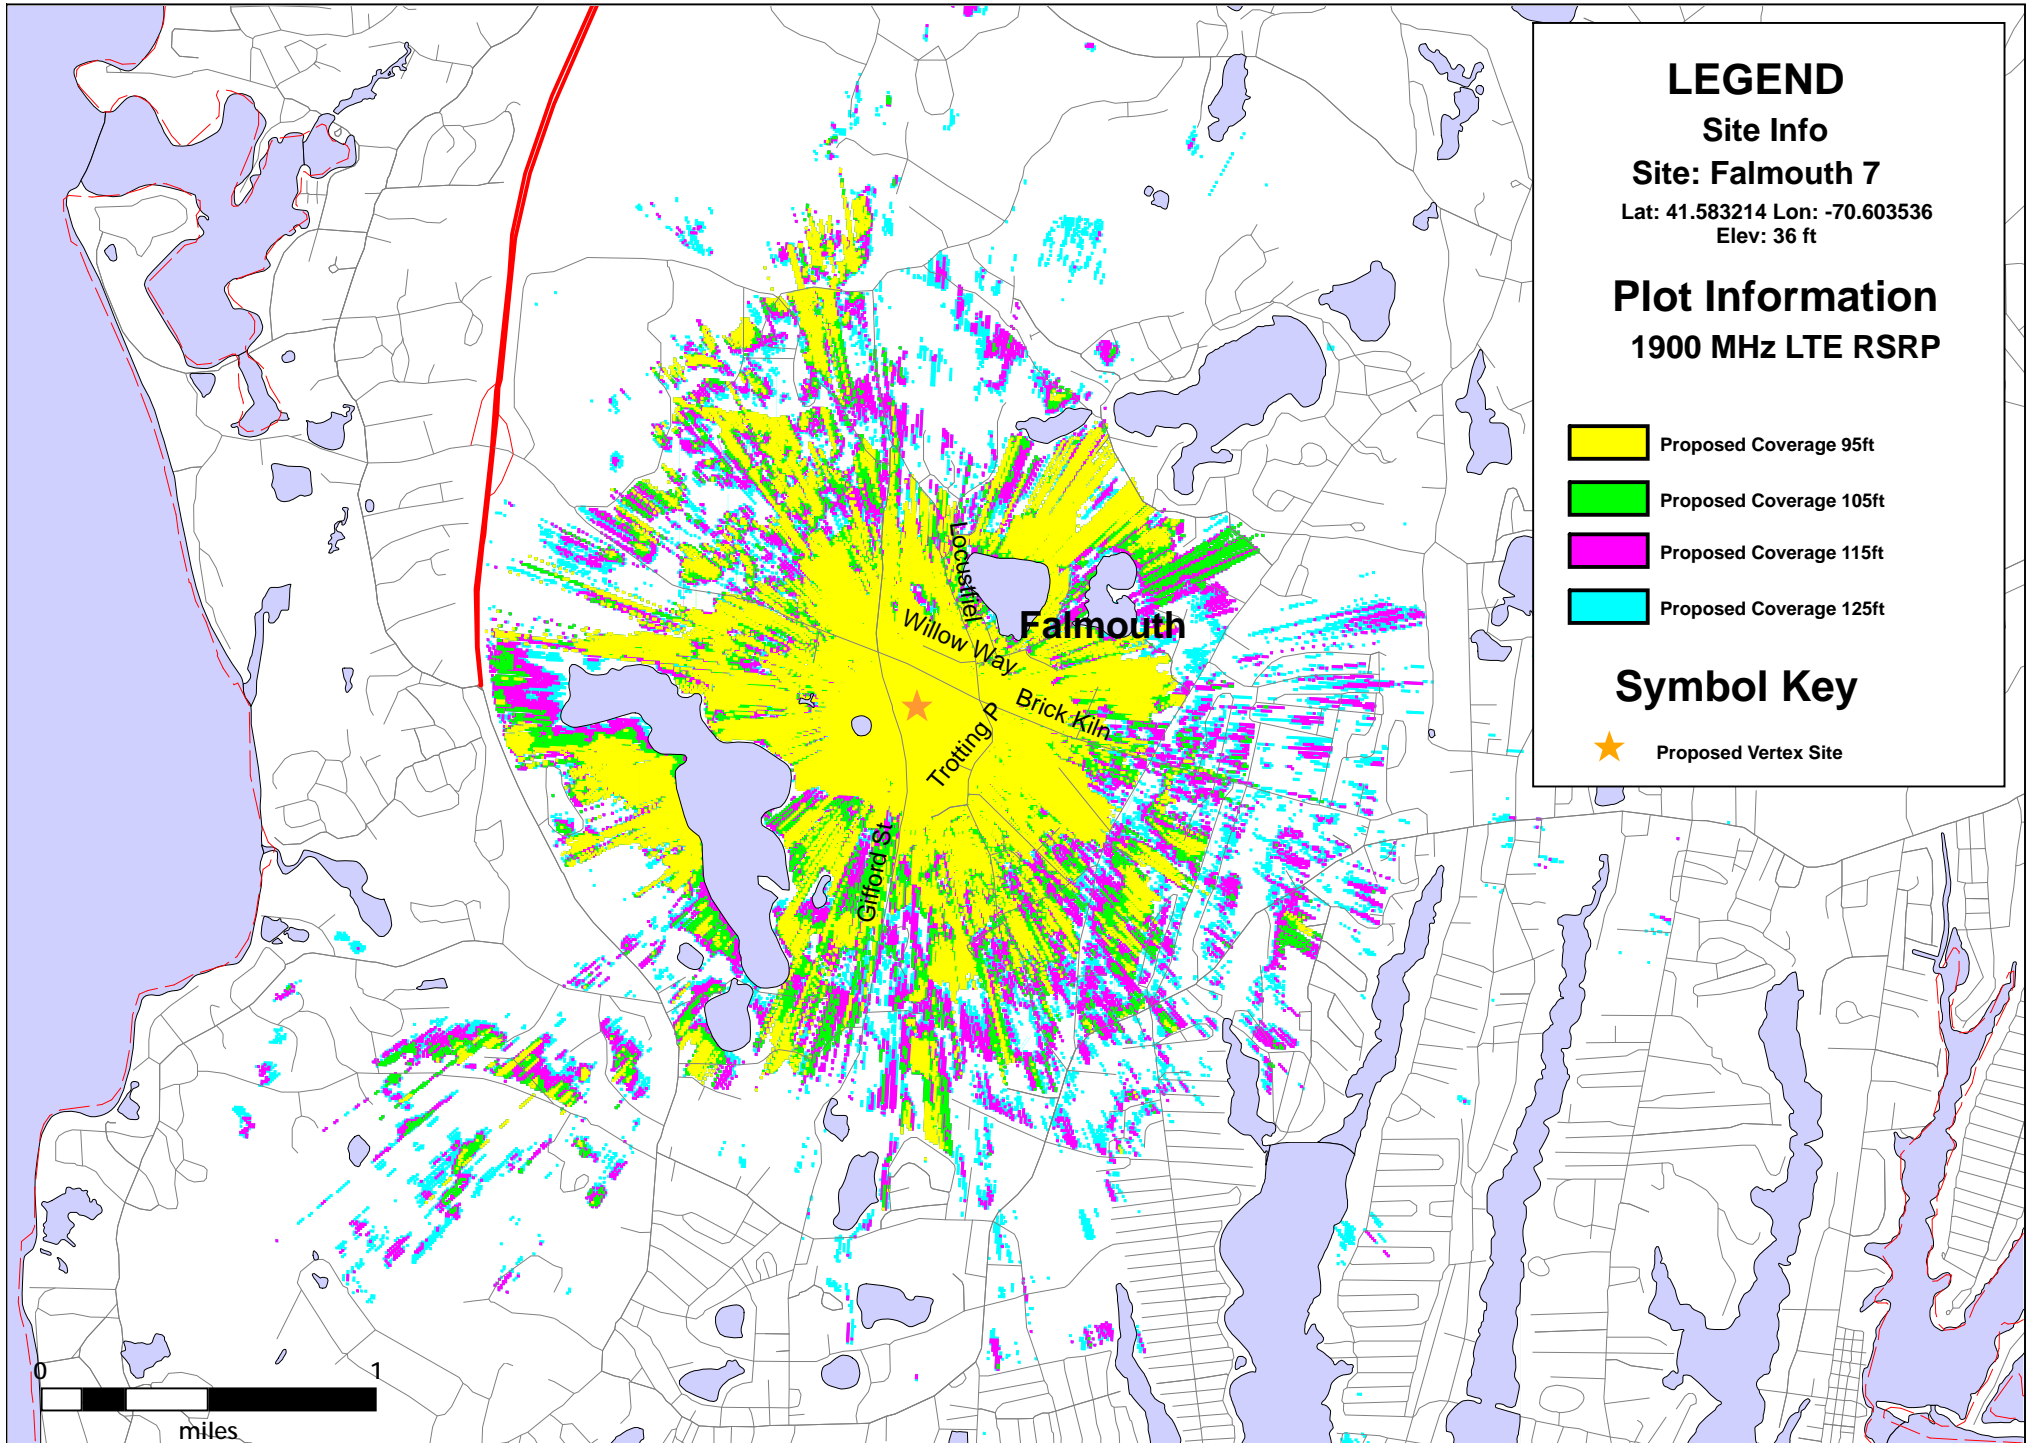 LEGEND
Site Info
Site: Falmouth 7
Lat: 41.583214 Lon: -70.603536
Elev: 36 ft
Plot Information
1900 MHz LTE RSRP
Proposed Coverage 95ft
Proposed Coverage 105ft
Proposed Coverage 115ft
Proposed Coverage 125ft
Symbol Key
Proposed Vertex Site
Locustfiel
Willow Way
Falmouth
Brick Kiln
Trotting P
Gifford St
0 1
miles